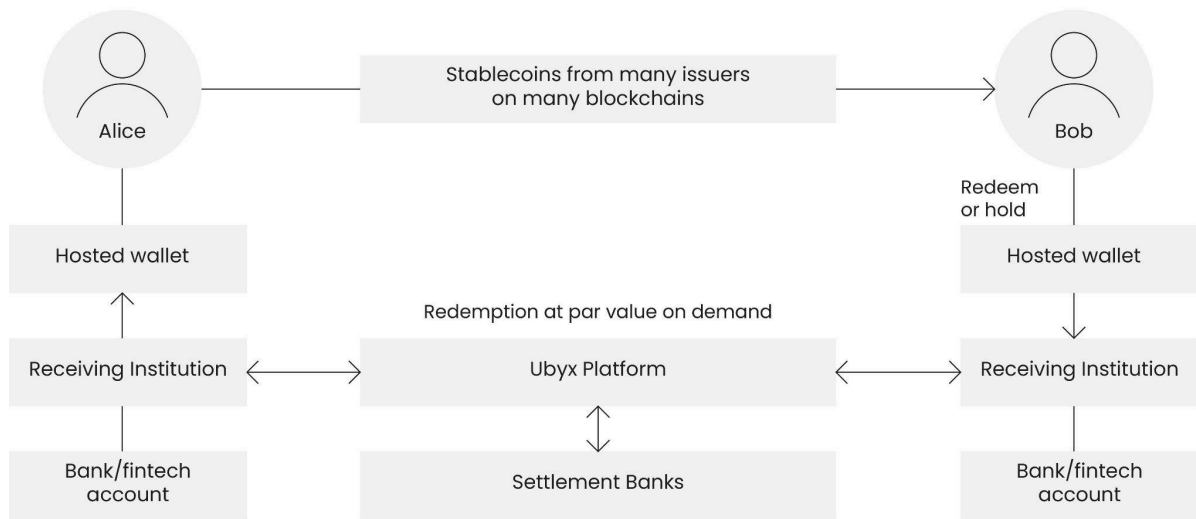 Alice
Stablecoins from many issuers
on many blockchains
Bob
Redeem
or hold
Hosted wallet
Hosted wallet
Redemption at par value on demand
Receiving Institution
Ubyx Platform
Receiving Institution
Bank/fintech
account
Settlement Banks
Bank/fintech
account